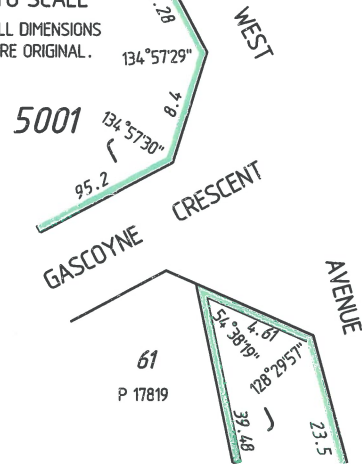 TO SCALE
LL DIMENSIONS
RE ORIGINAL.
.28
WEST
134°57'29"
8.4
5001
134°57'30"
95.2
GASCOYNE CRESCENT
AVENUE
54°38'19"
4.61
128°29'57"
61
P 17819
39.48
23.5